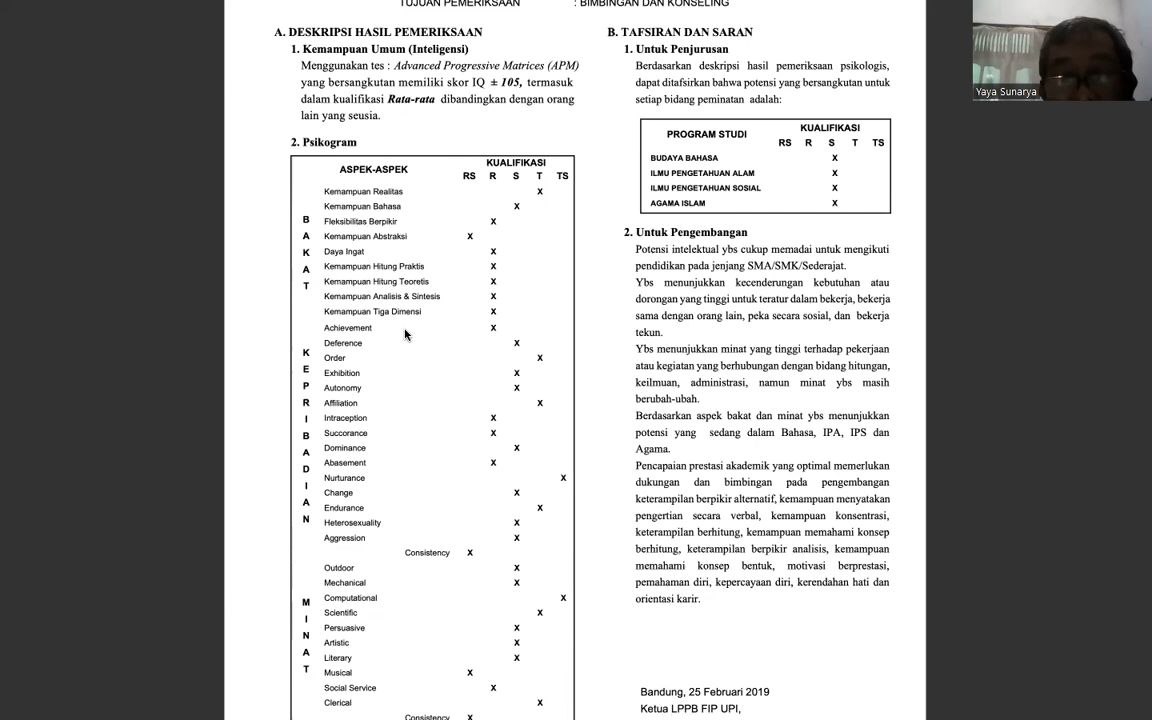 TUJUAN PEMERIKSAAN : BIMBINGAN DAN KONSELING
A. DESKRIPSI HASIL PEMERIKSAAN
1. Kemampuan Umum (Inteligensi)
Menggunakan tes : Advanced Progressive Matrices (APM)
yang bersangkutan memiliki skor IQ ± 105, termasuk
dalam kualifikasi Rata-rata dibandingkan dengan orang
lain yang seusia.
2. Psikogram
ASPEK-ASPEK KUALIFIKASI
RS R S T TS
BAKAT
Kemampuan Realitas X
Kemampuan Bahasa X
Fleksibilitas Berpikir X
Kemampuan Abstraksi X
Daya Ingat X
Kemampuan Hitung Praktis X
Kemampuan Hitung Teoretis X
Kemampuan Analisis & Sintesis X
Kemampuan Tiga Dimensi X
KEPRIBADIAN
Achievement X
Deference X
Order X
Exhibition X
Autonomy X
Affiliation X
Intraception X
Succorance X
Dominance X
Abasement X
Nurturance X
Change X
Endurance X
Heterosexuality X
Aggression X
Consistency X
MINAT
Outdoor X
Mechanical X
Computational X
Scientific X
Persuasive X
Artistic X
Literary X
Musical X
Social Service X
Clerical X
Consistency X
B. TAFSIRAN DAN SARAN
1. Untuk Penjurusan
Berdasarkan deskripsi hasil pemeriksaan psikologis,
dapat ditafsirkan bahwa potensi yang bersangkutan untuk
setiap bidang peminatan adalah:
PROGRAM STUDI KUALIFIKASI
RS R S T TS
BUDAYA BAHASA X
ILMU PENGETAHUAN ALAM X
ILMU PENGETAHUAN SOSIAL X
AGAMA ISLAM X
2. Untuk Pengembangan
Potensi intelektual ybs cukup memadai untuk mengikuti
pendidikan pada jenjang SMA/SMK/Sederajat.
Ybs menunjukkan kecenderungan kebutuhan atau
dorongan yang tinggi untuk teratur dalam bekerja, bekerja
sama dengan orang lain, peka secara sosial, dan bekerja
tekun.
Ybs menunjukkan minat yang tinggi terhadap pekerjaan
atau kegiatan yang berhubungan dengan bidang hitungan,
keilmuan, administrasi, namun minat ybs masih
berubah-ubah.
Berdasarkan aspek bakat dan minat ybs menunjukkan
potensi yang sedang dalam Bahasa, IPA, IPS dan
Agama.
Pencapaian prestasi akademik yang optimal memerlukan
dukungan dan bimbingan pada pengembangan
keterampilan berpikir alternatif, kemampuan menyatakan
pengertian secara verbal, kemampuan konsentrasi,
keterampilan berhitung, kemampuan memahami konsep
berhitung, keterampilan berpikir analisis, kemampuan
memahami konsep bentuk, motivasi berprestasi,
pemahaman diri, kepercayaan diri, kerendahan hati dan
orientasi karir.
Bandung, 25 Februari 2019
Ketua LPPB FIP UPI,
Yaya Sunarya